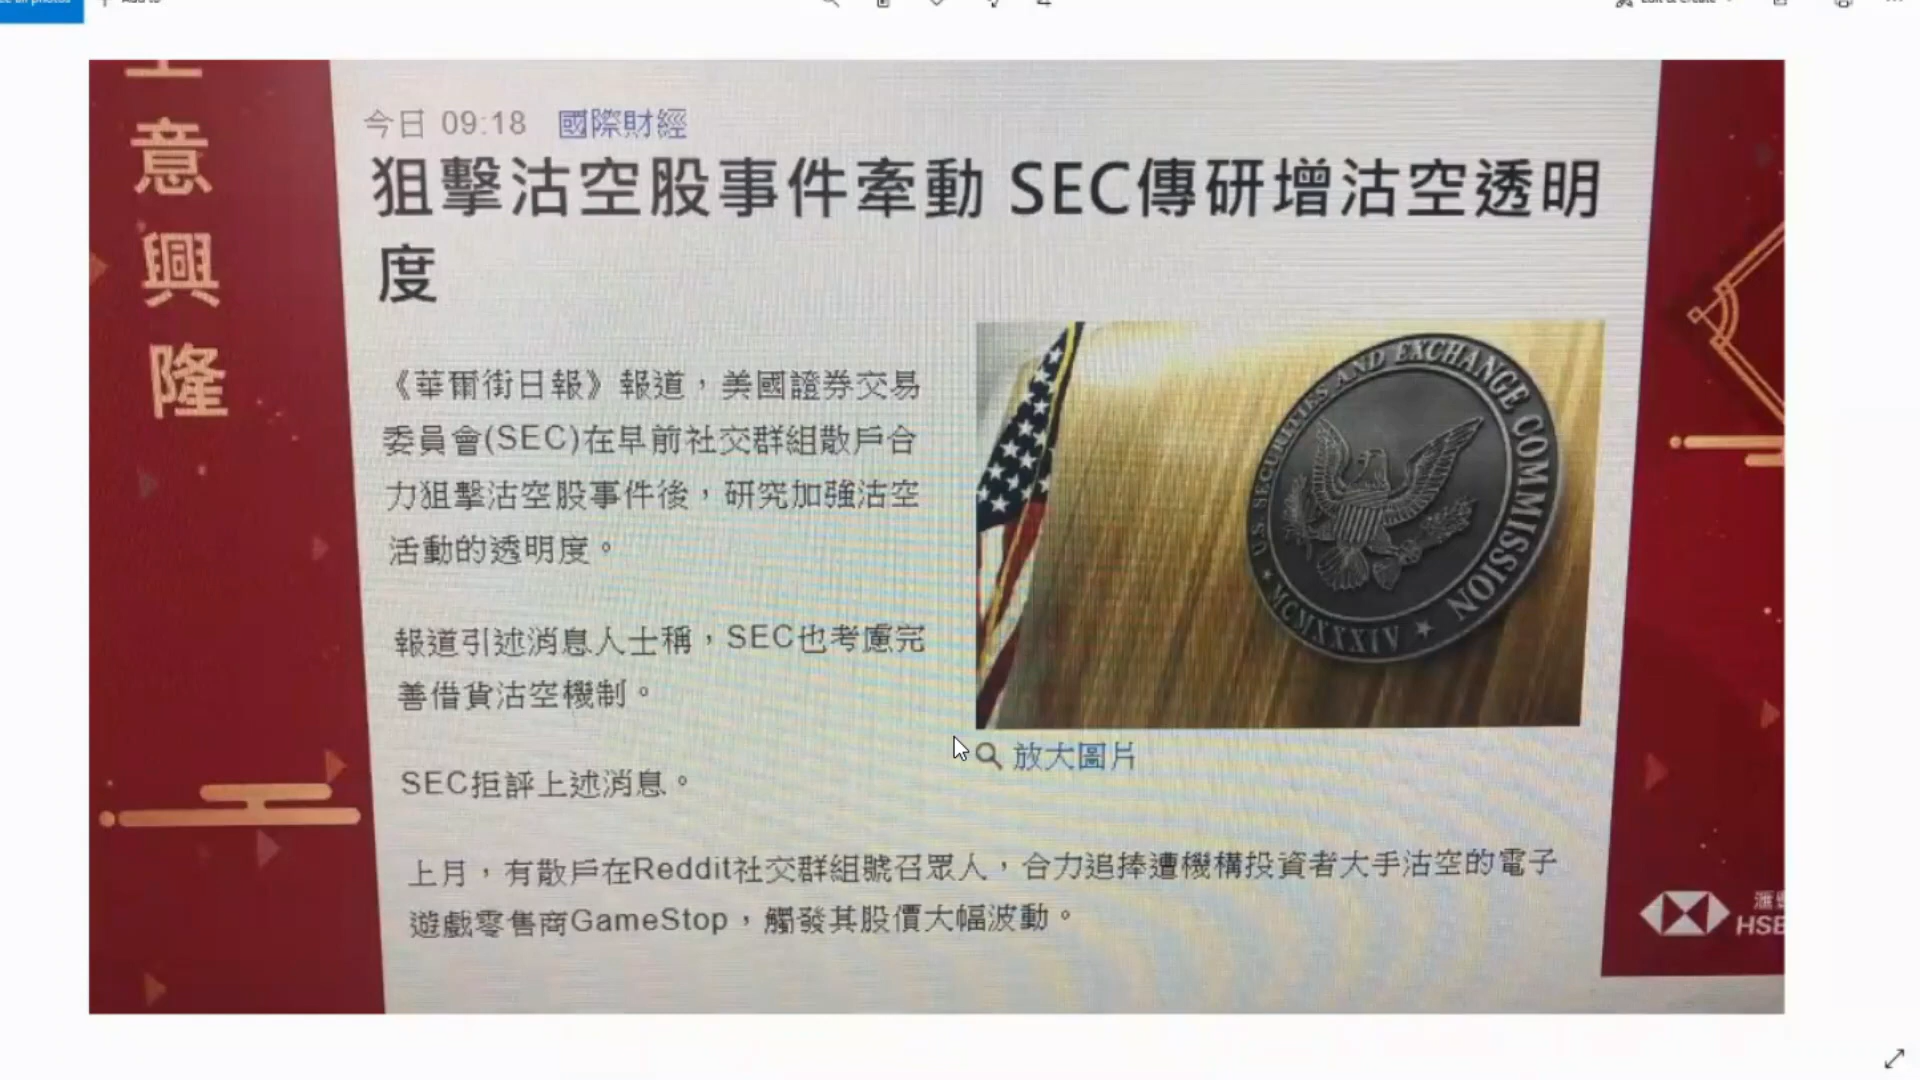 今日 09:18 國際財經
狙擊沽空股事件牽動 SEC傳研增沽空透明
度
《華爾街日報》報道，美國證券交易
委員會(SEC)在早前社交群組散戶合
力狙擊沽空股事件後，研究加強沽空
活動的透明度。
報道引述消息人士稱，SEC也考慮完
善借貨沽空機制。
SEC拒評上述消息。
上月，有散戶在Reddit社交群組號召眾人，合力追捧遭機構投資者大手沽空的電子
遊戲零售商GameStop，觸發其股價大幅波動。
U.S. SECURITIES AND EXCHANGE COMMISSION
MCMXXXIV
放大圖片
意
興
隆
滙
HSB